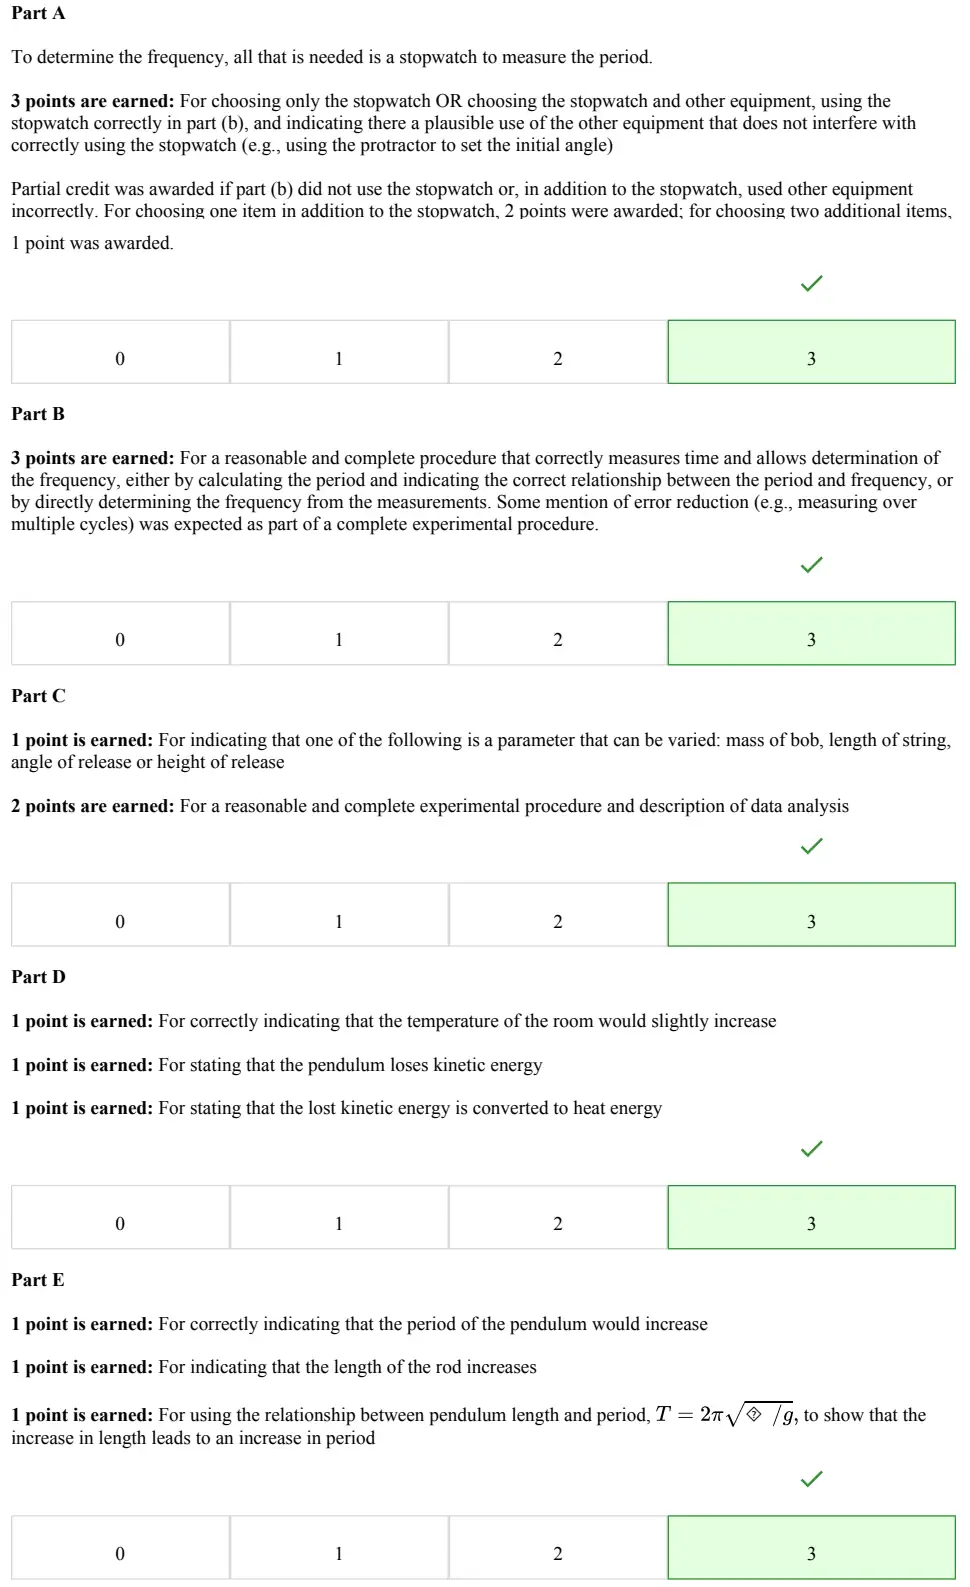 Part A
To determine the frequency, all that is needed is a stopwatch to measure the period.
3 points are earned: For choosing only the stopwatch OR choosing the stopwatch and other equipment, using the
stopwatch correctly in part (b), and indicating there a plausible use of the other equipment that does not interfere with
correctly using the stopwatch (e.g., using the protractor to set the initial angle)
Partial credit was awarded if part (b) did not use the stopwatch or, in addition to the stopwatch, used other equipment
incorrectly. For choosing one item in addition to the stopwatch, 2 points were awarded; for choosing two additional items,
1 point was awarded.
0 1 2 3
Part B
3 points are earned: For a reasonable and complete procedure that correctly measures time and allows determination of
the frequency, either by calculating the period and indicating the correct relationship between the period and frequency, or
by directly determining the frequency from the measurements. Some mention of error reduction (e.g., measuring over
multiple cycles) was expected as part of a complete experimental procedure.
0 1 2 3
Part C
1 point is earned: For indicating that one of the following is a parameter that can be varied: mass of bob, length of string,
angle of release or height of release
2 points are earned: For a reasonable and complete experimental procedure and description of data analysis
0 1 2 3
Part D
1 point is earned: For correctly indicating that the temperature of the room would slightly increase
1 point is earned: For stating that the pendulum loses kinetic energy
1 point is earned: For stating that the lost kinetic energy is converted to heat energy
0 1 2 3
Part E
1 point is earned: For correctly indicating that the period of the pendulum would increase
1 point is earned: For indicating that the length of the rod increases
1 point is earned: For using the relationship between pendulum length and period, T = 2π√� /g, to show that the
increase in length leads to an increase in period
0 1 2 3